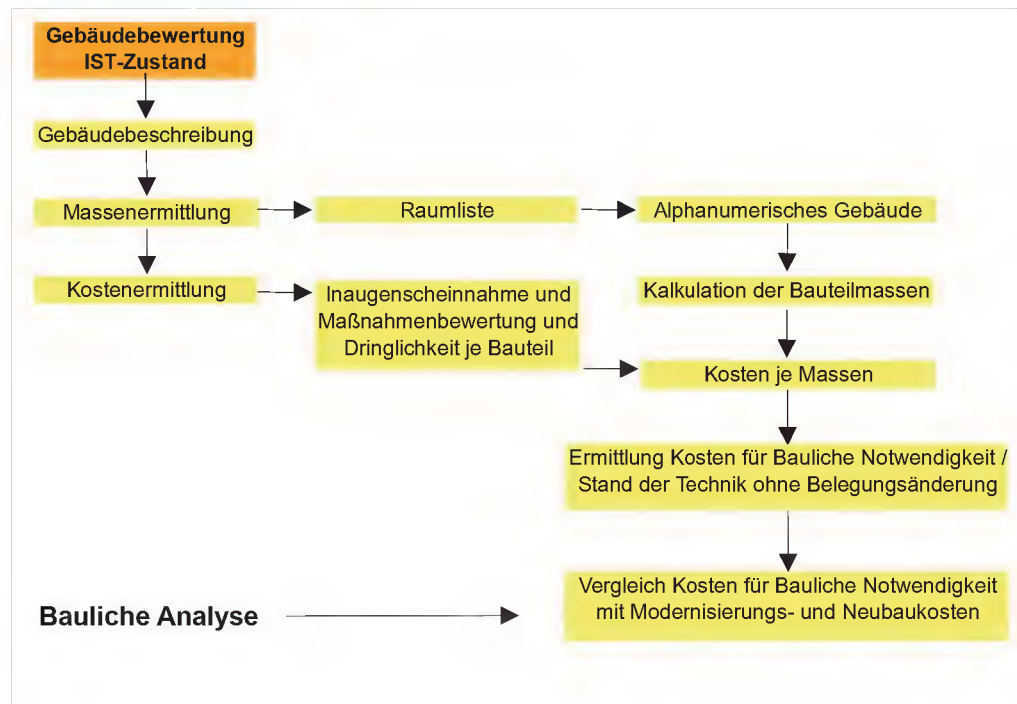 Gebäudebewertung
IST-Zustand
Gebäudebeschreibung
Massenermittlung
Raumliste
Alphanumerisches Gebäude
Kostenermittlung
Inaugenscheinnahme und
Maßnahmenbewertung und
Dringlichkeit je Bauteil
Kalkulation der Bauteilmassen
Kosten je Massen
Ermittlung Kosten für Bauliche Notwendigkeit /
Stand der Technik ohne Belegungsänderung
Vergleich Kosten für Bauliche Notwendigkeit
mit Modernisierungs- und Neubaukosten
Bauliche Analyse